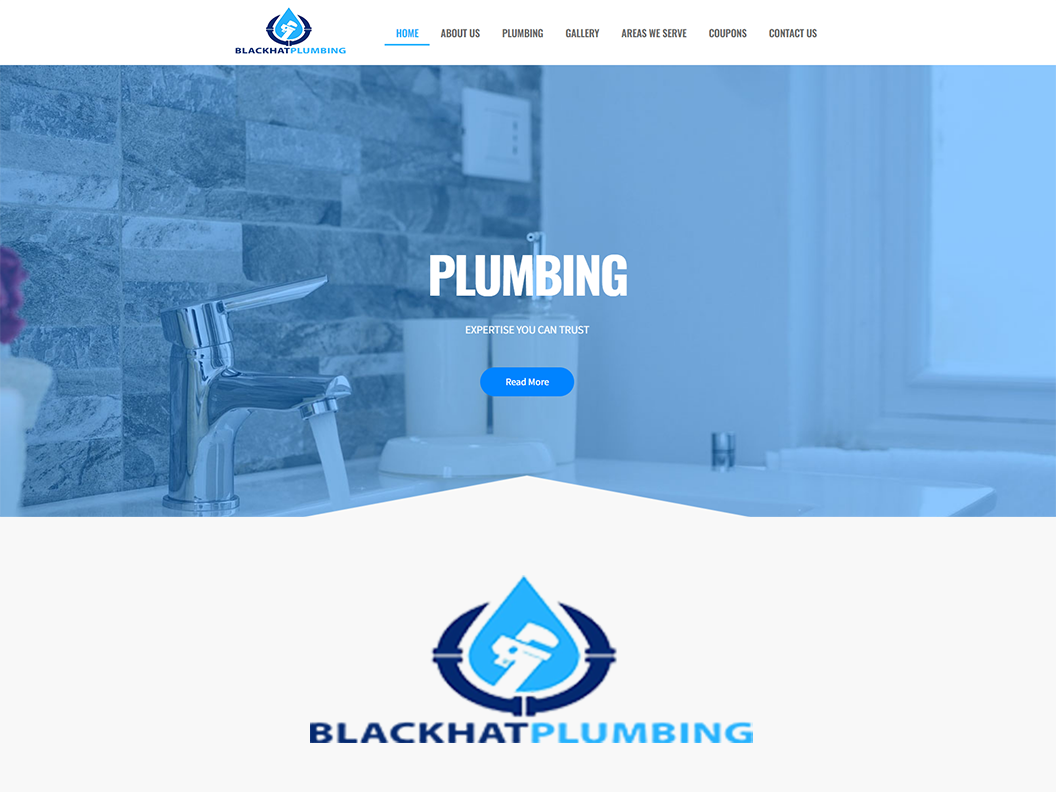 BLACKHATPLUMBING
HOME ABOUT US PLUMBING GALLERY AREAS WE SERVE COUPONS CONTACT US
PLUMBING
EXPERTISE YOU CAN TRUST
Read More
BLACKHATPLUMBING